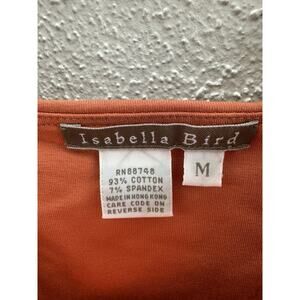 Isabella Bird
M
RN88748
93% COTTON
7% SPANDEX
MADE IN HONG KONG
CARE CODE ON
REVERSE SIDE